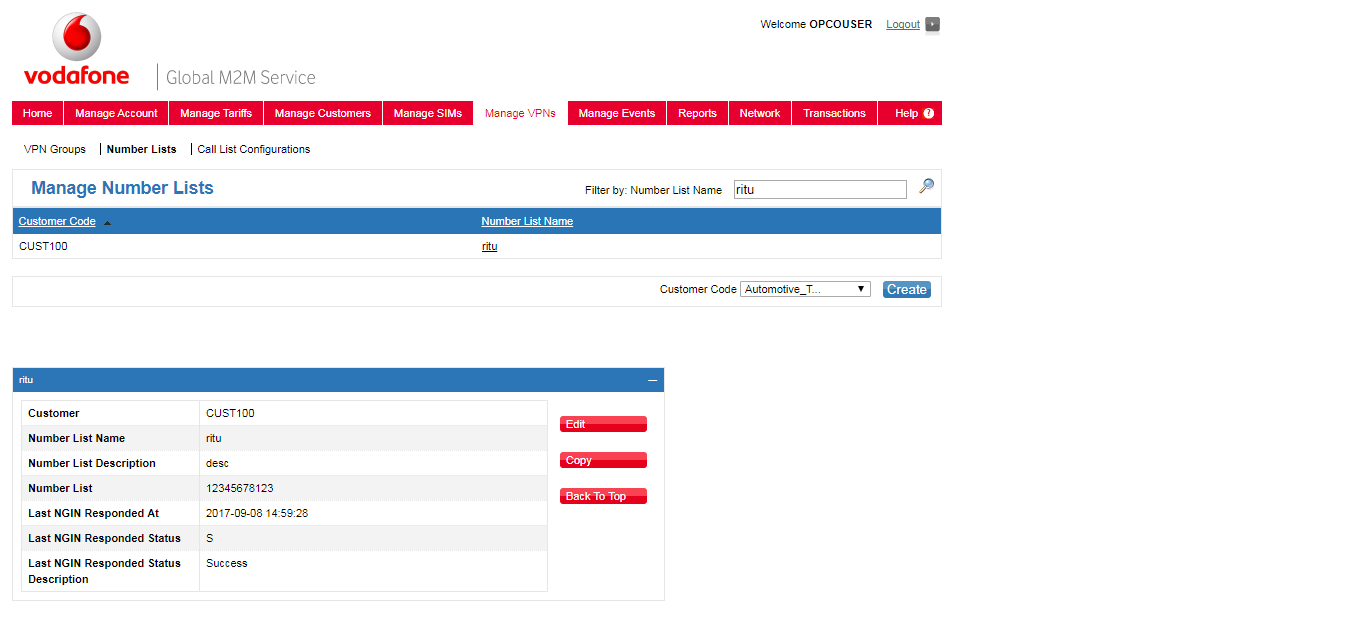 Welcome OPCOUSER Logout
vodafone Global M2M Service
Home Manage Account Manage Tariffs Manage Customers Manage SIMs Manage VPNs Manage Events Reports Network Transactions Help ?
VPN Groups Number Lists Call List Configurations
Manage Number Lists Filter by: Number List Name ritu
Customer Code Number List Name
CUST100 ritu
Customer Code Automotive_T... Create
ritu
Customer CUST100 Edit
Number List Name ritu
Number List Description desc Copy
Number List 12345678123 Back To Top
Last NGIN Responded At 2017-09-08 14:59:28
Last NGIN Responded Status S
Last NGIN Responded Status Success
Description